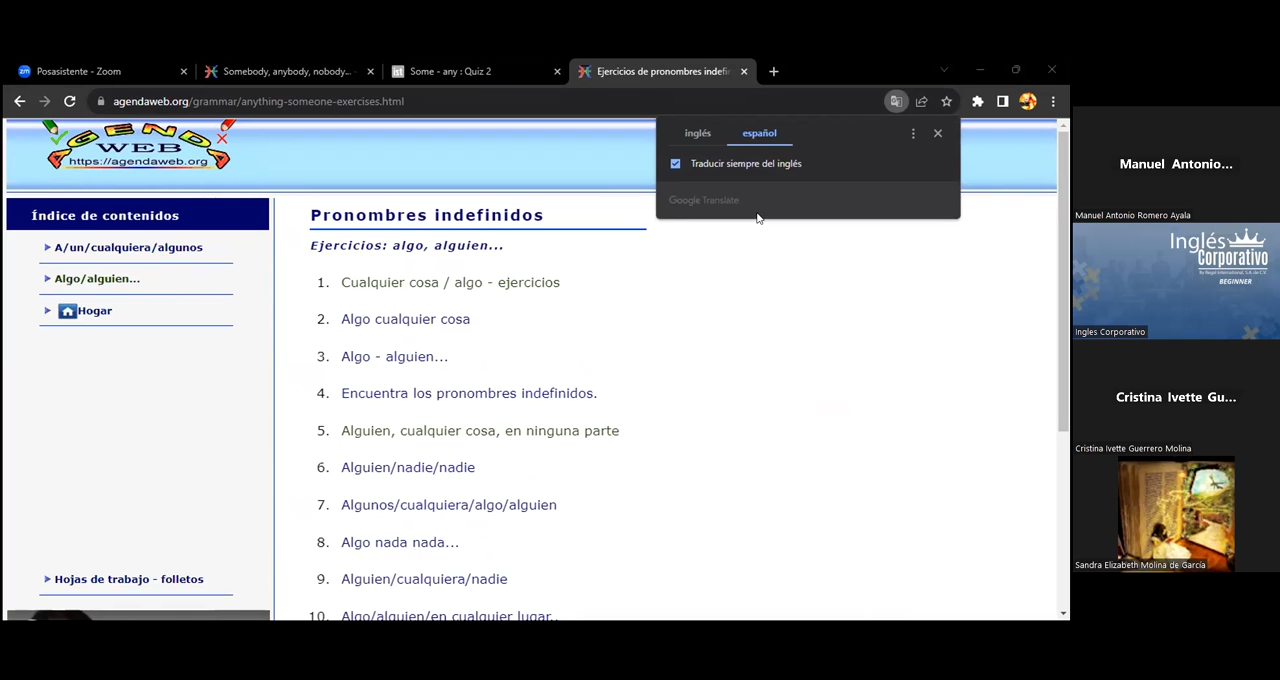 Posasistente - Zoom
Somebody, anybody, nobody...
Some - any : Quiz 2
Ejercicios de pronombres indefi
agendaweb.org/grammar/anything-someone-exercises.html
inglés
español
Traducir siempre del inglés
Google Translate
AGENDA
WEB
https://agendaweb.org
Índice de contenidos
A/un/cualquiera/algunos
Algo/alguien...
Hogar
Hojas de trabajo - folletos
Pronombres indefinidos
Ejercicios: algo, alguien...
1. Cualquier cosa / algo - ejercicios
2. Algo cualquier cosa
3. Algo - alguien...
4. Encuentra los pronombres indefinidos.
5. Alguien, cualquier cosa, en ninguna parte
6. Alguien/nadie/nadie
7. Algunos/cualquiera/algo/alguien
8. Algo nada nada...
9. Alguien/cualquiera/nadie
10. Algo/alguien/en cualquier lugar..
Manuel Antonio...
Manuel Antonio Romero Ayala
Inglés
Corporativo
By Regal International, S.A. de C.V.
BEGINNER
Ingles Corporativo
Cristina Ivette Gu...
Cristina Ivette Guerrero Molina
Sandra Elizabeth Molina de García